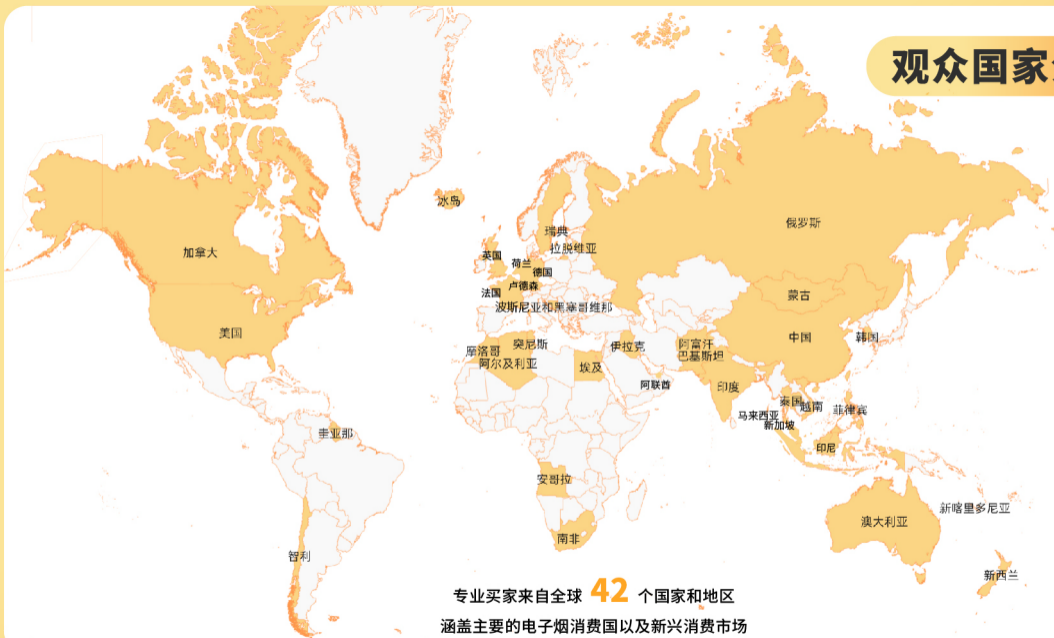 观众国家
冰岛
瑞典
俄罗斯
拉脱维亚
加拿大
英国
荷兰
德国
卢德森
法国
蒙古
波斯尼亚和黑塞哥维那
美国
中国
韩国
突尼斯
摩洛哥
阿尔及利亚
伊拉克
阿富汗
巴基斯坦
埃及
阿联酋
印度
泰国
越南
菲律宾
马来西亚
新加坡
圭亚那
印尼
安哥拉
新喀里多尼亚
澳大利亚
南非
智利
新西兰
专业买家来自全球 42 个国家和地区
涵盖主要的电子烟消费国以及新兴消费市场